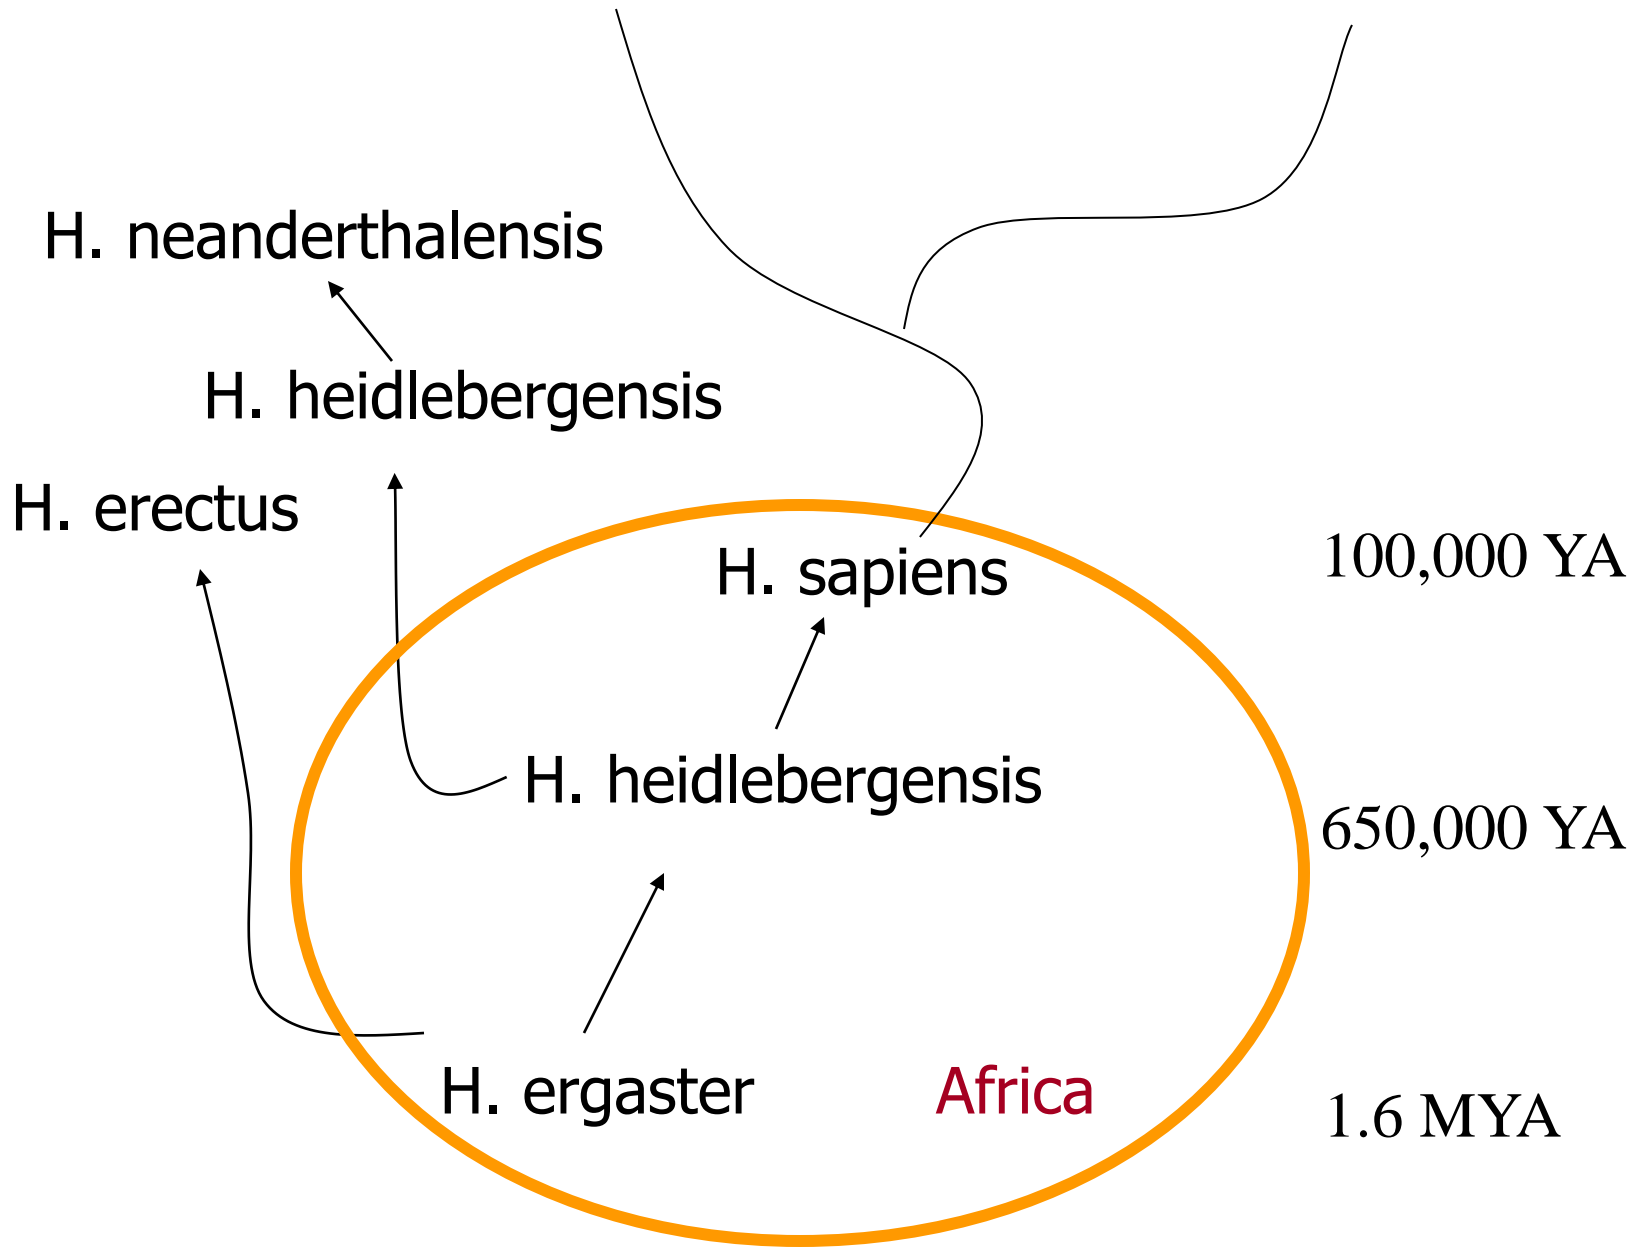 H. neanderthalensis
H. heidlebergensis
H. erectus
H. sapiens
100,000 YA
H. heidlebergensis
650,000 YA
H. ergaster
Africa
1.6 MYA